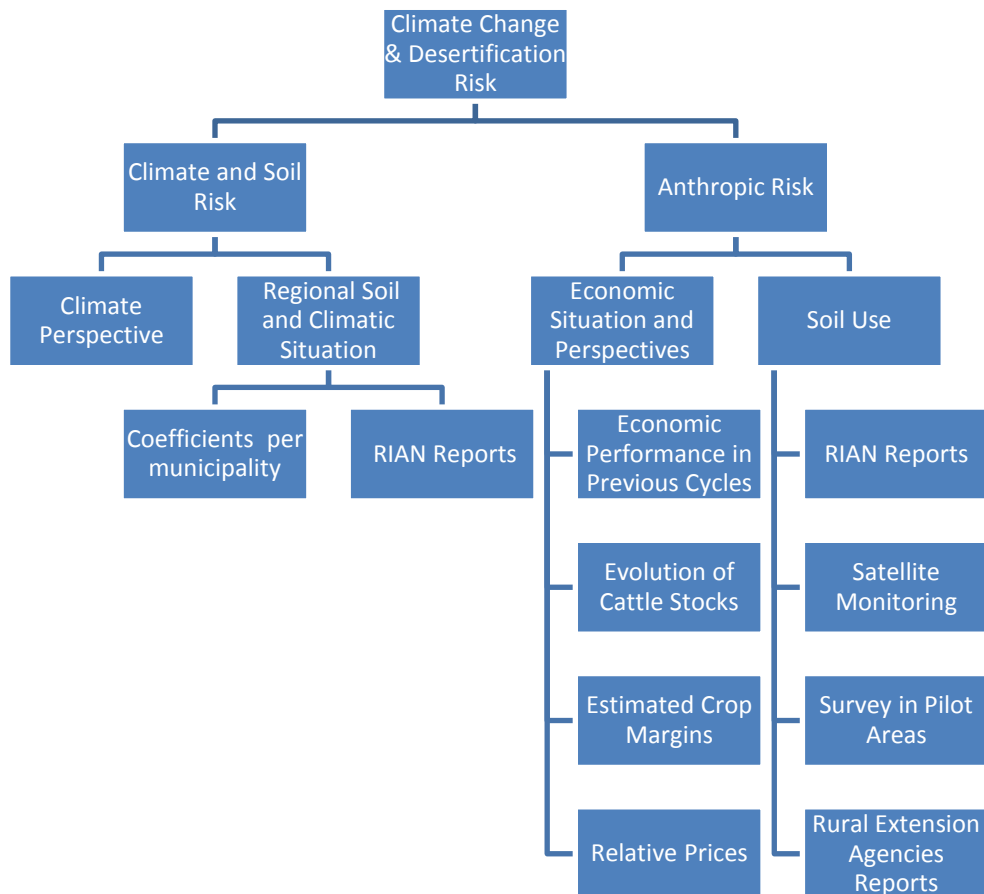 Climate Change
& Desertification
Risk
Climate and Soil
Risk
Anthropic Risk
Climate
Perspective
Regional Soil
and Climatic
Situation
Economic
Situation and
Perspectives
Soil Use
Coefficients per
municipality
RIAN Reports
Economic
Performance in
Previous Cycles
RIAN Reports
Evolution of
Cattle Stocks
Satellite
Monitoring
Estimated Crop
Margins
Survey in Pilot
Areas
Relative Prices
Rural Extension
Agencies
Reports